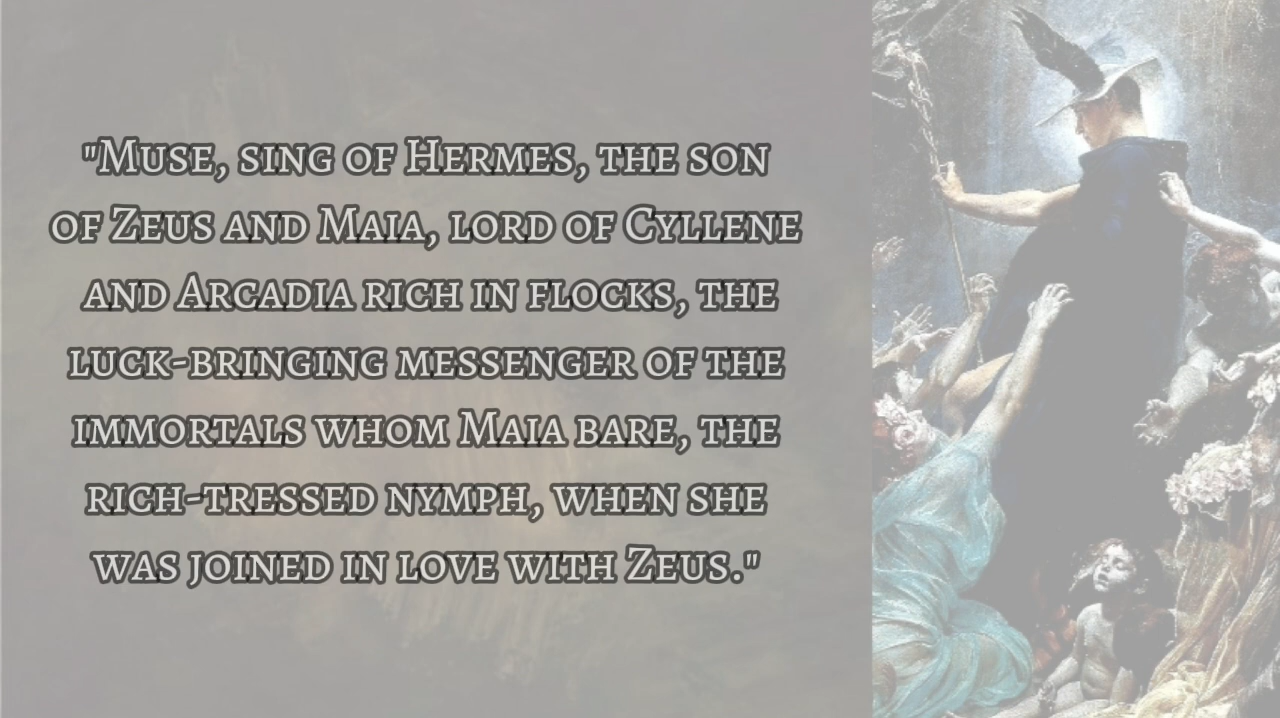 "Muse, sing of Hermes, the son
of Zeus and Maia, lord of Cyllene
and Arcadia rich in flocks, the
luck-bringing messenger of the
immortals whom Maia bare, the
rich-tressed nymph, when she
was joined in love with Zeus."